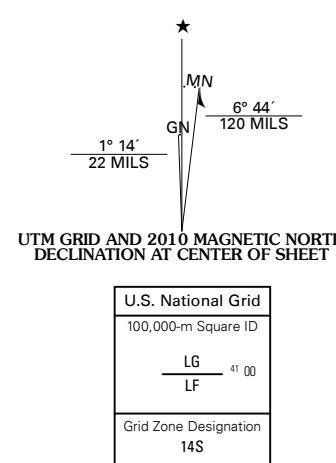 ★
MN
GN
6° 44´
120 MILS
1° 14´
22 MILS
UTM GRID AND 2010 MAGNETIC NORTH
DECLINATION AT CENTER OF SHEET
U.S. National Grid
100,000-m Square ID
LG
41 00
LF
Grid Zone Designation
14S